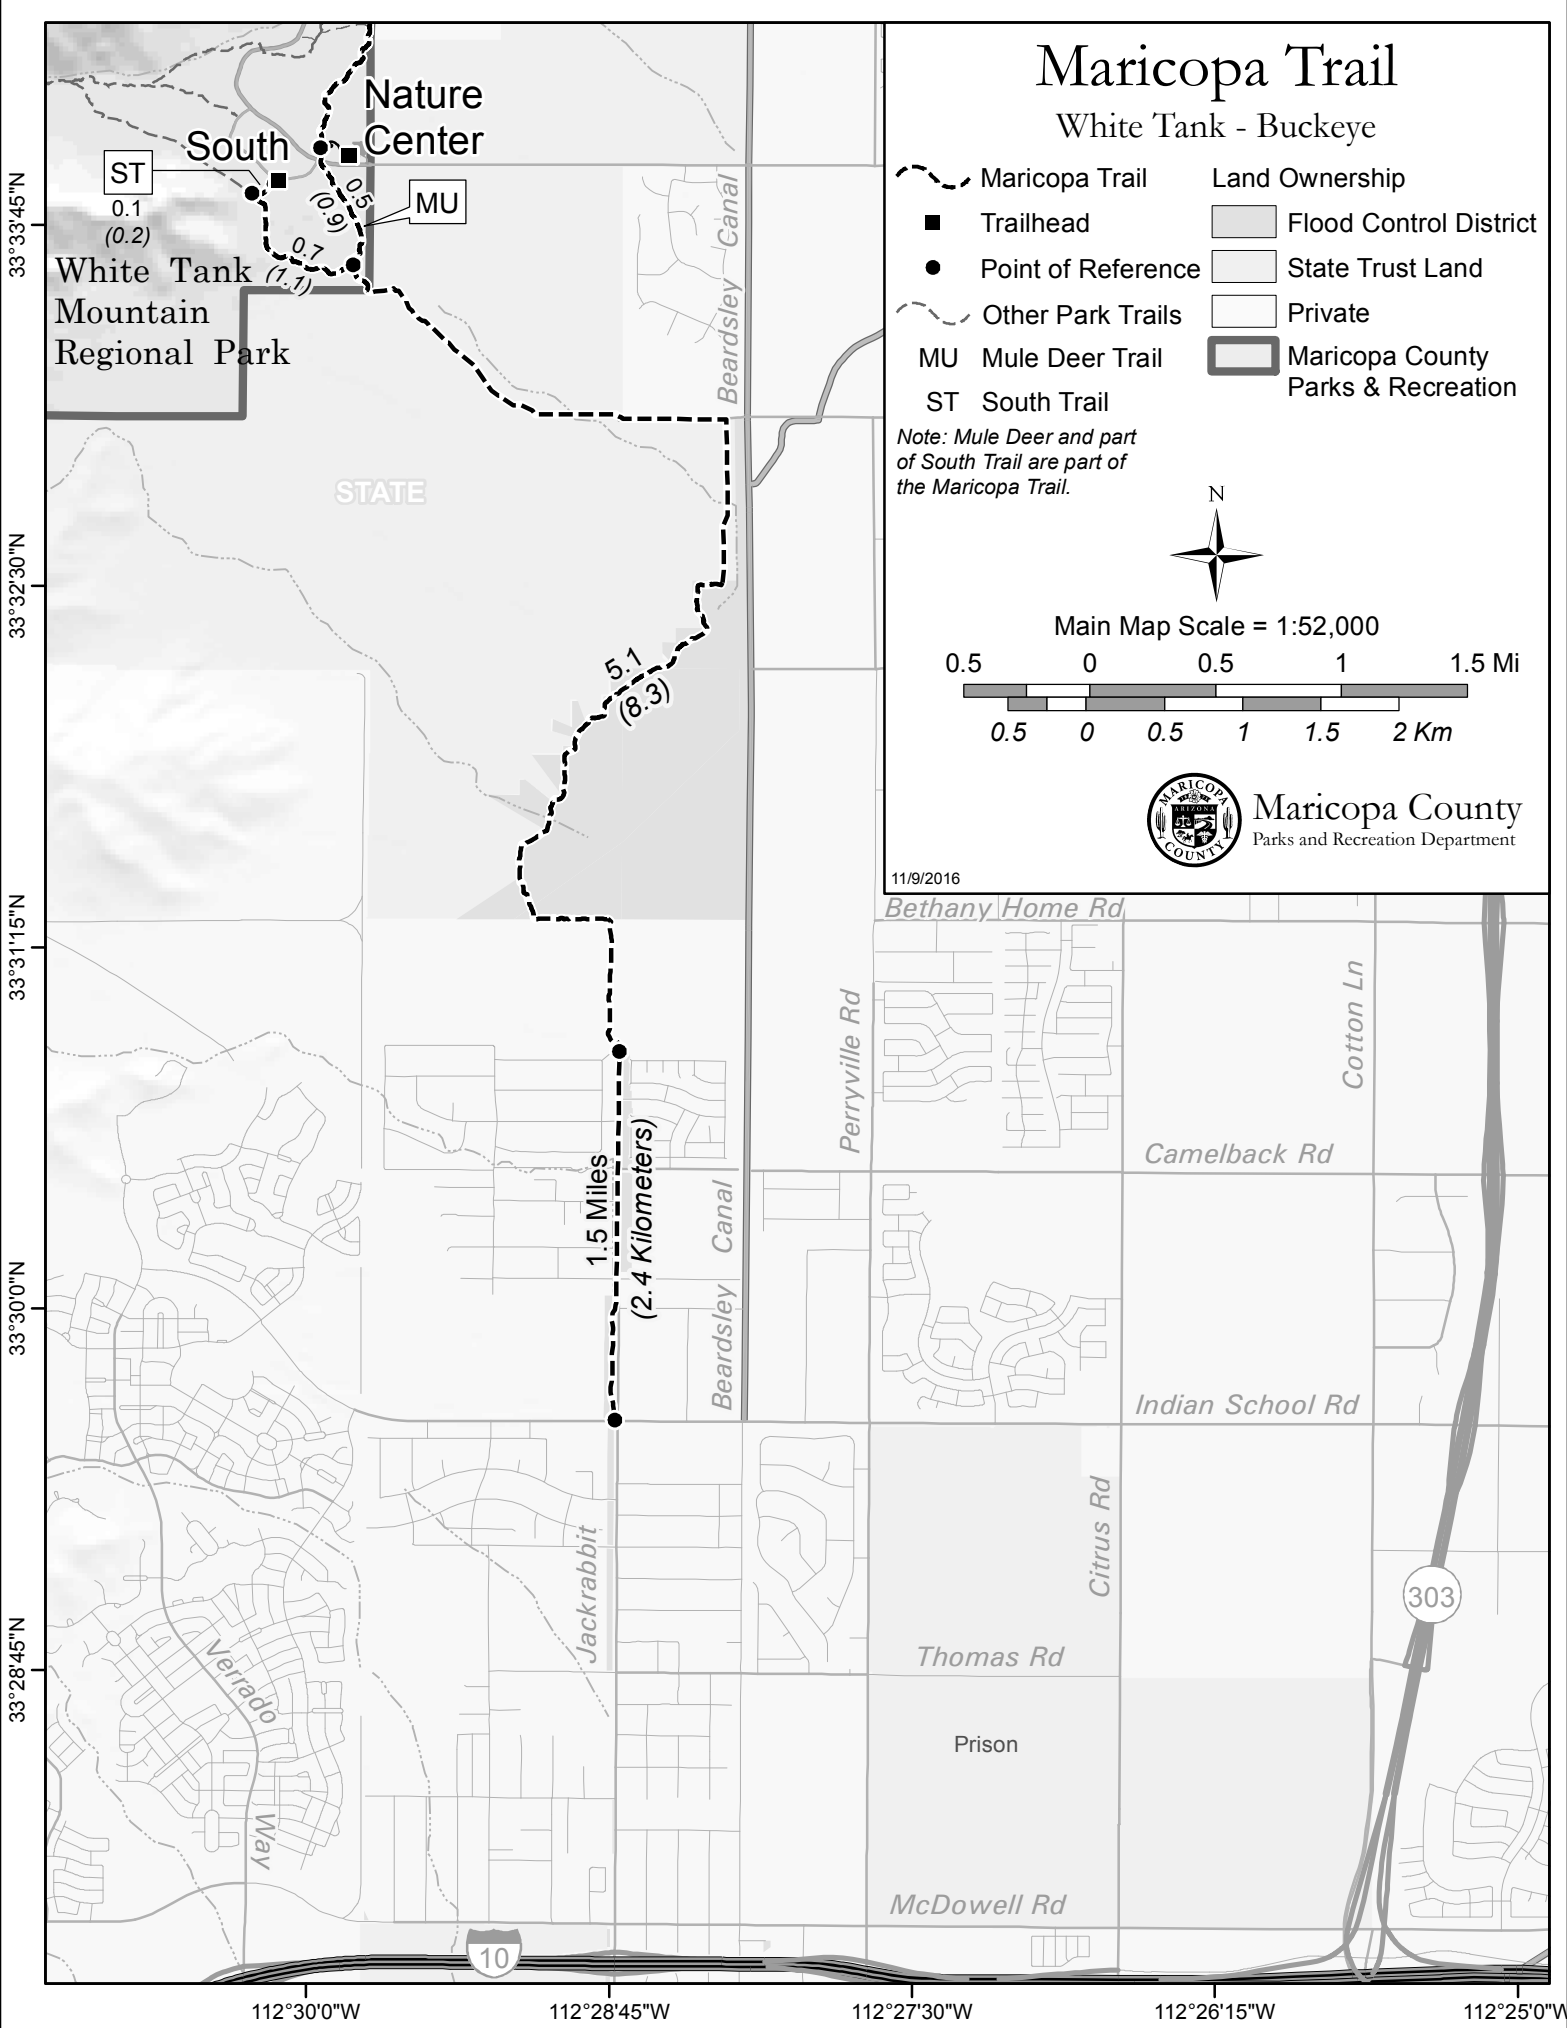 Maricopa Trail
White Tank - Buckeye
Maricopa Trail
Trailhead
Point of Reference
Other Park Trails
MU Mule Deer Trail
ST South Trail
Note: Mule Deer and part
of South Trail are part of
the Maricopa Trail.
Land Ownership
Flood Control District
State Trust Land
Private
Maricopa County
Parks & Recreation
N
Main Map Scale = 1:52,000
0.5 0 0.5 1 1.5 Mi
0.5 0 0.5 1 1.5 2 Km
MARICOPA
ARIZONA
COUNTY
Maricopa County
Parks and Recreation Department
11/9/2016
Nature
Center
South
ST
0.1
(0.2)
0.5
(0.9)
MU
0.7
(1.1)
White Tank
Mountain
Regional Park
Beardsley Canal
STATE
5.1
(8.3)
Bethany Home Rd
Perryville Rd
Cotton Ln
Camelback Rd
1.5 Miles
(2.4 Kilometers)
Beardsley Canal
Indian School Rd
Citrus Rd
Jackrabbit
303
Thomas Rd
Verrado
Way
Prison
McDowell Rd
10
33°33'45"N
33°32'30"N
33°31'15"N
33°30'0"N
33°28'45"N
112°30'0"W
112°28'45"W
112°27'30"W
112°26'15"W
112°25'0"W